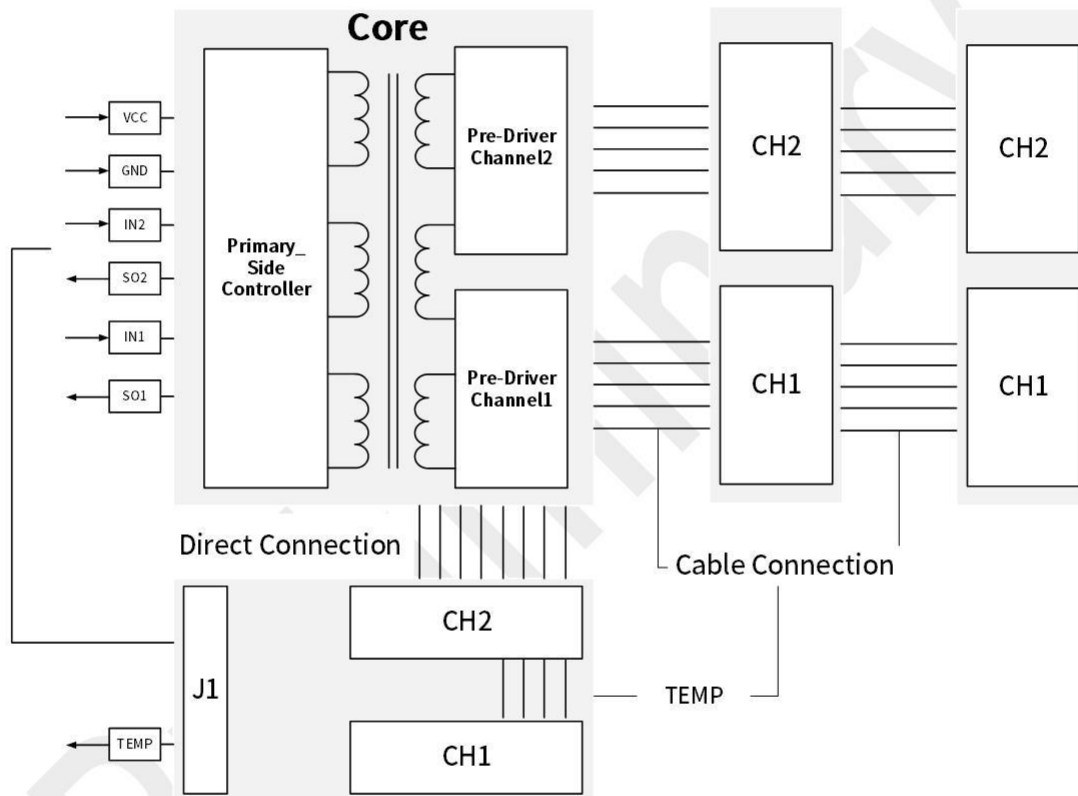 Core
VCC
GND
IN2
SO2
IN1
SO1
Primary_
Side
Controller
Pre-Driver
Channel2
Pre-Driver
Channel1
CH2
CH2
CH1
CH1
Direct Connection
Cable Connection
J1
CH2
CH1
TEMP
TEMP